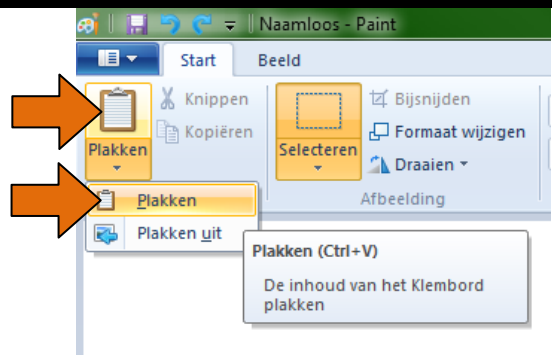 Naamloos - Paint
Start Beeld
Plakken
Knippen
Kopiëren
Selecteren
Bijsnijden
Formaat wijzigen
Draaien
Afbeelding
Plakken
Plakken uit
Plakken (Ctrl+V)
De inhoud van het Klembord
plakken